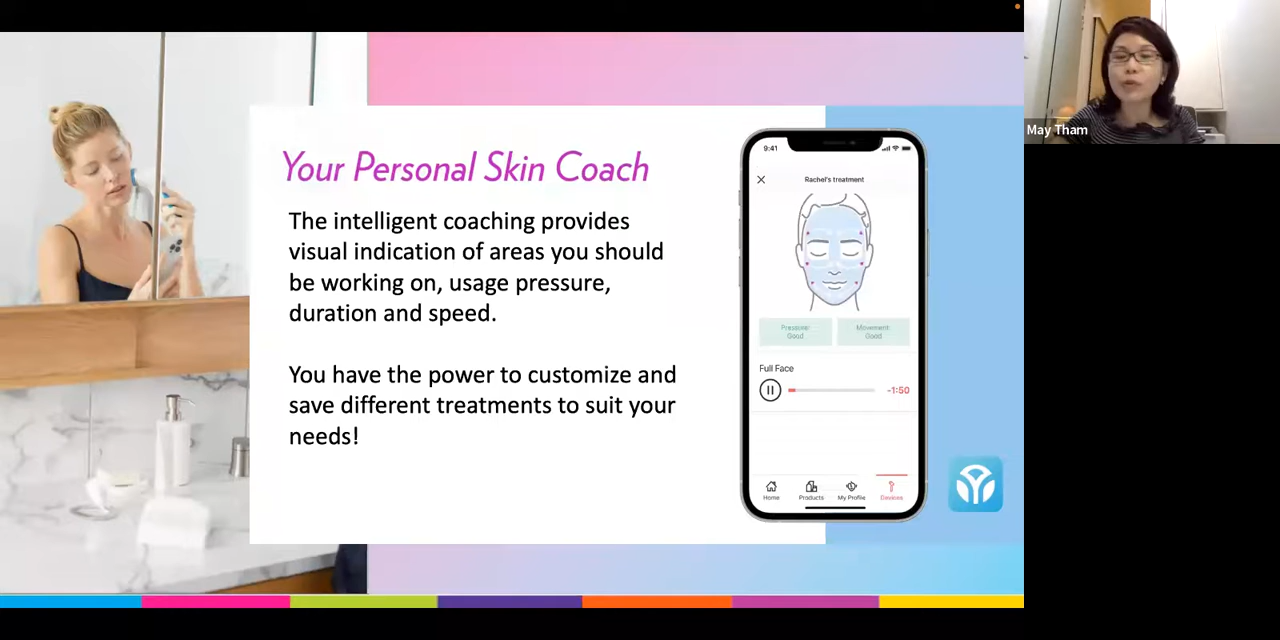 Your Personal Skin Coach
The intelligent coaching provides
visual indication of areas you should
be working on, usage pressure,
duration and speed.
You have the power to customize and
save different treatments to suit your
needs!
9:41
Rachel's treatment
Pressure: Movement:
Good Good
Full Face
-1:50
Home Products My Profile Devices
May Tham